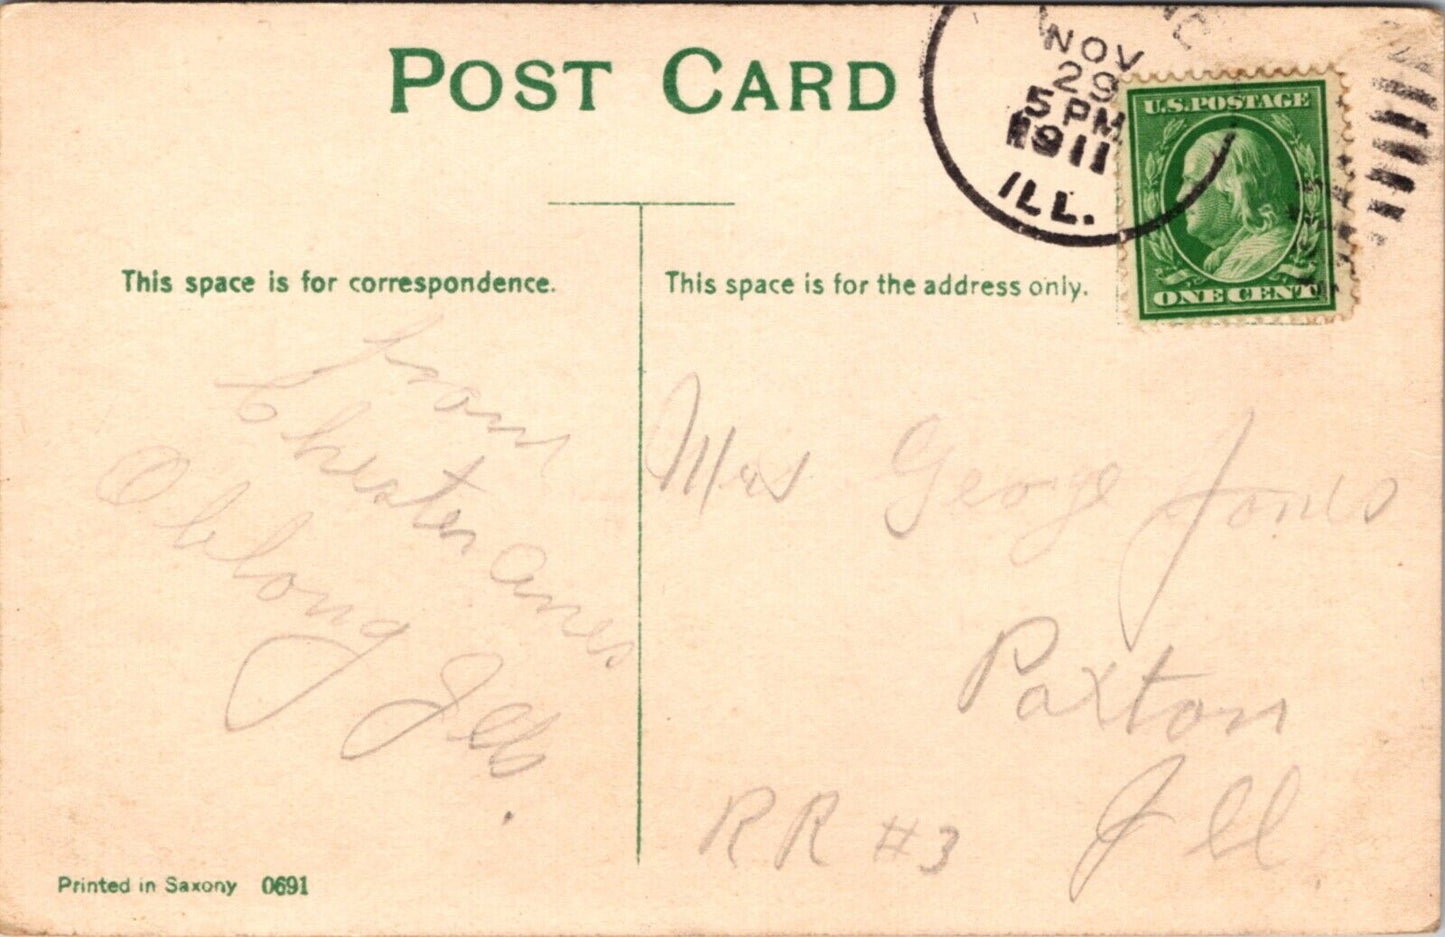 POST CARD
NOV
29
5 PM
1911
ILL.
U.S. POSTAGE
ONE CENT
This space is for correspondence.
This space is for the address only.
from
Chester Ames
Oblong
Ills.
Mrs George Jones
Paxton
Ill.
RR #3
Printed in Saxony 0691